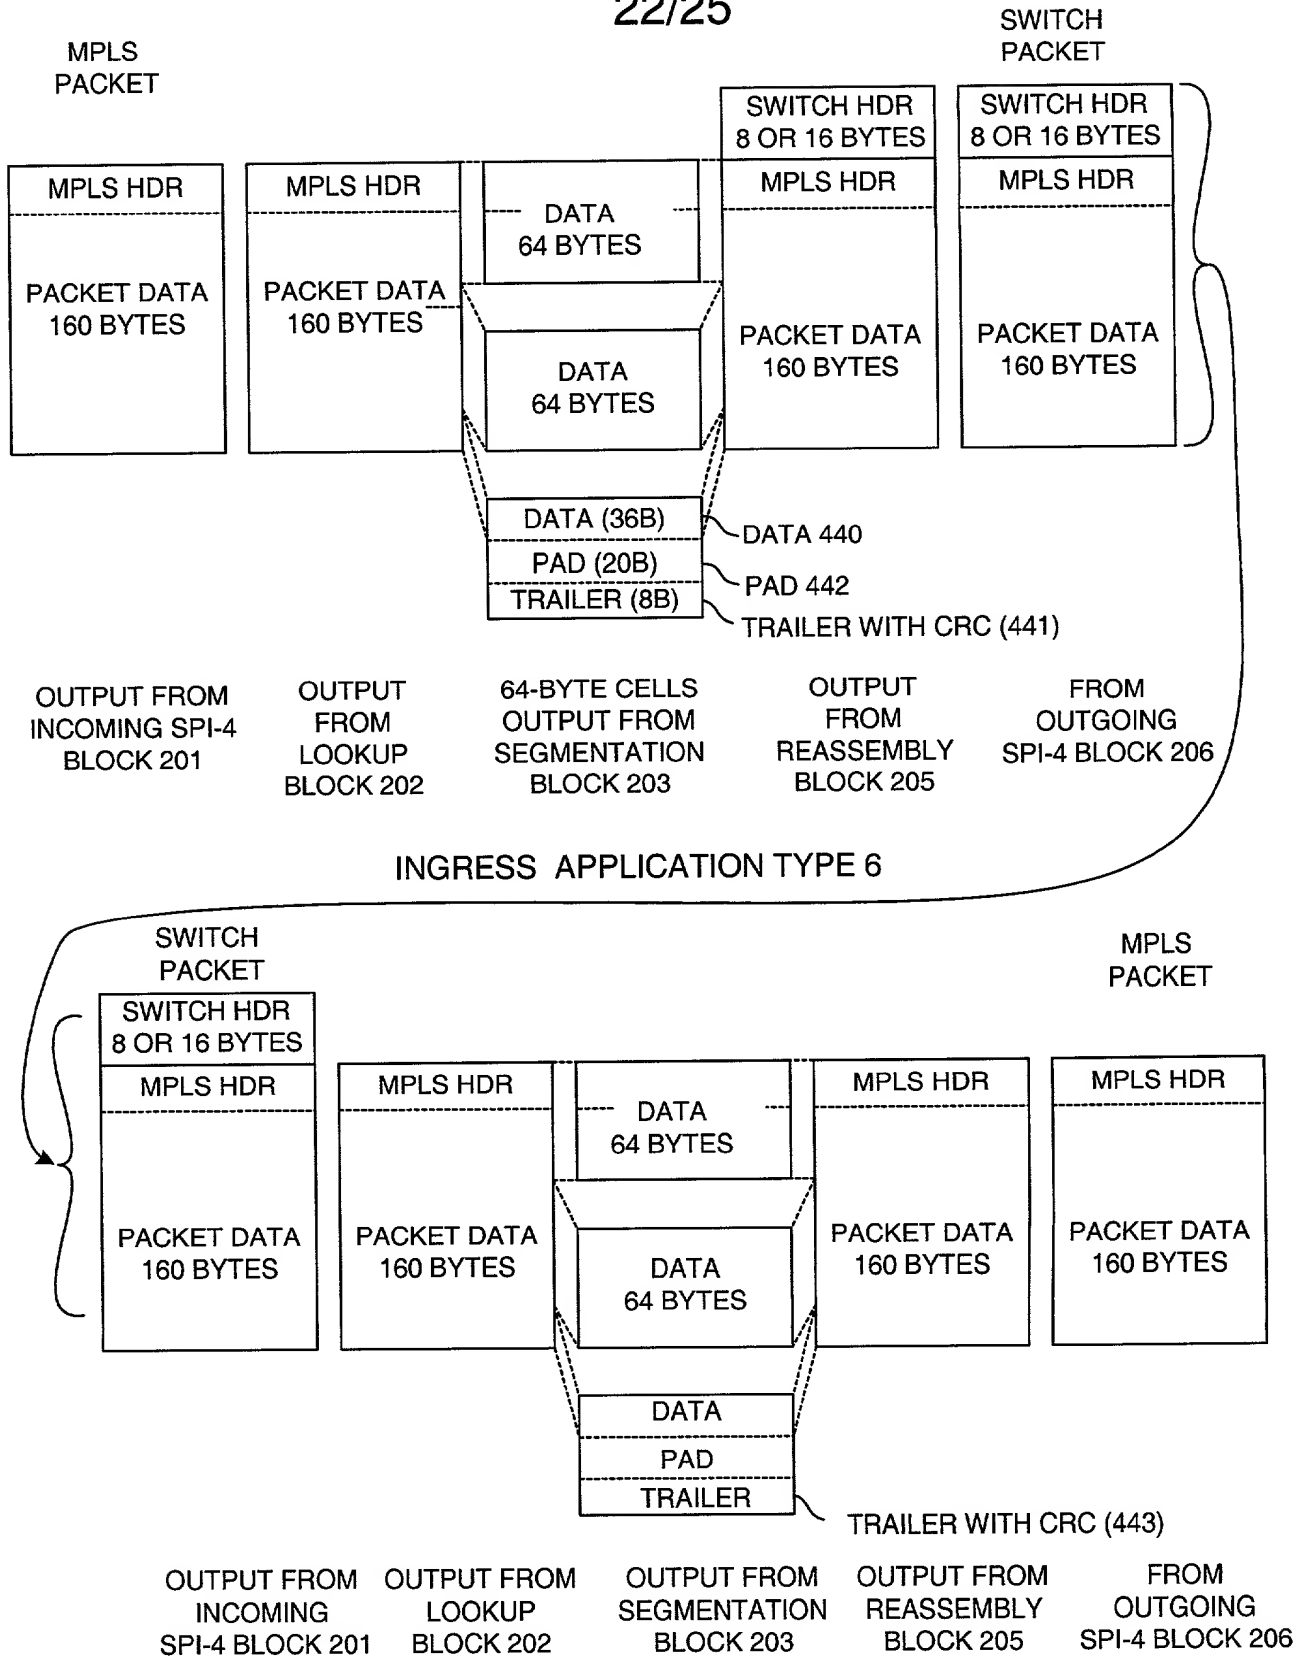 22/25
MPLS
PACKET
SWITCH
PACKET
SWITCH HDR
8 OR 16 BYTES
SWITCH HDR
8 OR 16 BYTES
MPLS HDR
MPLS HDR
DATA
64 BYTES
MPLS HDR
MPLS HDR
PACKET DATA
160 BYTES
PACKET DATA
160 BYTES
DATA
64 BYTES
PACKET DATA
160 BYTES
PACKET DATA
160 BYTES
DATA (36B)
DATA 440
PAD (20B)
PAD 442
TRAILER (8B)
TRAILER WITH CRC (441)
OUTPUT FROM
INCOMING SPI-4
BLOCK 201
OUTPUT
FROM
LOOKUP
BLOCK 202
64-BYTE CELLS
OUTPUT FROM
SEGMENTATION
BLOCK 203
OUTPUT
FROM
REASSEMBLY
BLOCK 205
FROM
OUTGOING
SPI-4 BLOCK 206
INGRESS APPLICATION TYPE 6
SWITCH
PACKET
MPLS
PACKET
SWITCH HDR
8 OR 16 BYTES
MPLS HDR
MPLS HDR
DATA
64 BYTES
MPLS HDR
MPLS HDR
PACKET DATA
160 BYTES
PACKET DATA
160 BYTES
DATA
64 BYTES
PACKET DATA
160 BYTES
PACKET DATA
160 BYTES
DATA
PAD
TRAILER
TRAILER WITH CRC (443)
OUTPUT FROM
INCOMING
SPI-4 BLOCK 201
OUTPUT FROM
LOOKUP
BLOCK 202
OUTPUT FROM
SEGMENTATION
BLOCK 203
OUTPUT FROM
REASSEMBLY
BLOCK 205
FROM
OUTGOING
SPI-4 BLOCK 206